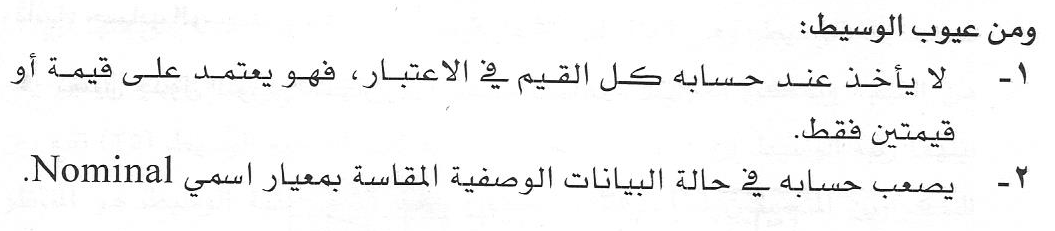 ومن عيوب الوسيط:
١- لا يأخذ عند حسابه كل القيم في الاعتبار، فهو يعتمد على قيمة أو
قيمتين فقط.
٢- يصعب حسابه في حالة البيانات الوصفية المقاسة بمعيار اسمي Nominal.